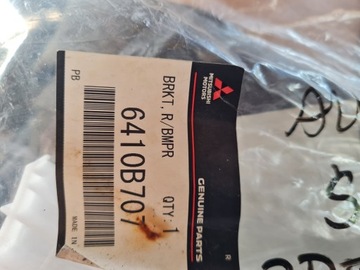 MITSUBISHI
MOTORS
GENUINE PARTS
R
BRKT, R/BMPR
QTY: 1
6410B707
PB
MADE IN